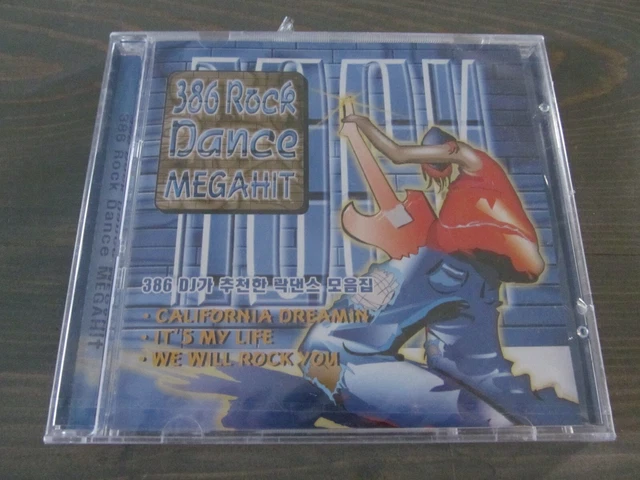 386 Rock
Dance
MEGAHIT
386 DJ가 추천한 락댄스 모음집
• CALIFORNIA DREAMIN
• IT'S MY LIFE
• WE WILL ROCK YOU
386 Rock Dance MEGAHIT